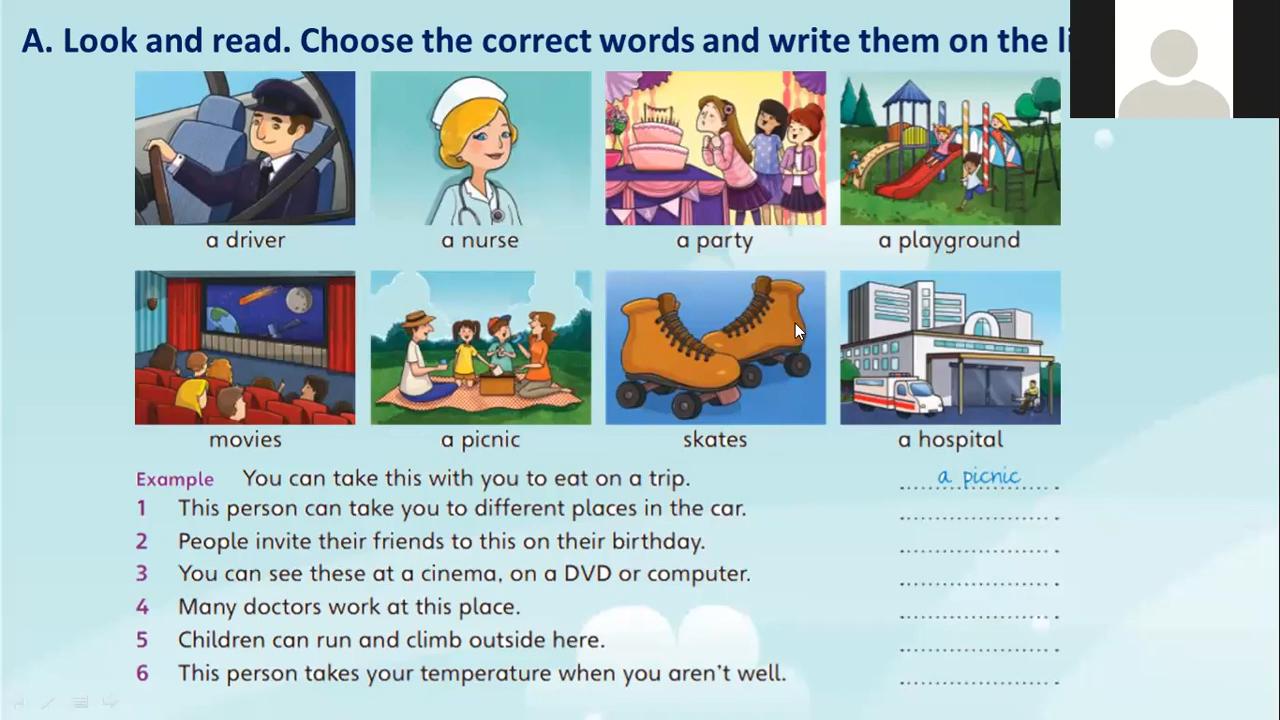 A. Look and read. Choose the correct words and write them on the
a driver
a nurse
a party
a playground
movies
a picnic
skates
a hospital
Example You can take this with you to eat on a trip. a picnic
1 This person can take you to different places in the car.
2 People invite their friends to this on their birthday.
3 You can see these at a cinema, on a DVD or computer.
4 Many doctors work at this place.
5 Children can run and climb outside here.
6 This person takes your temperature when you aren't well.